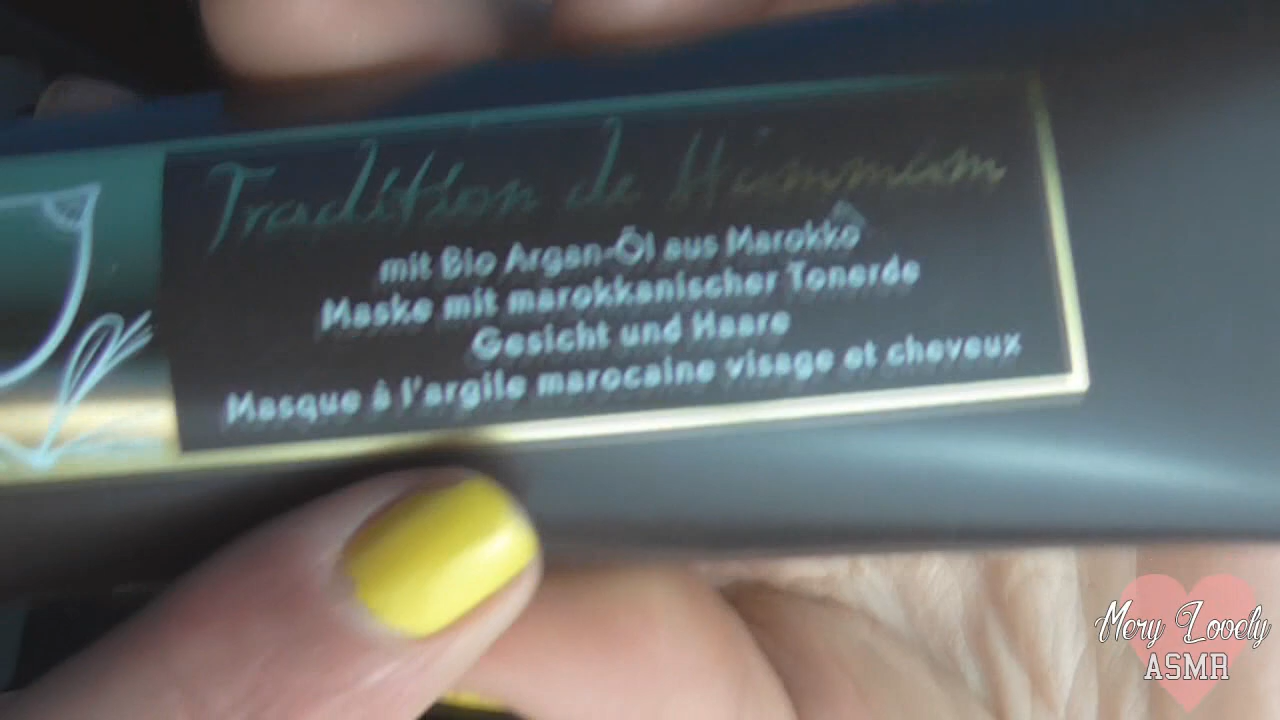 Tradition de Hammam
mit Bio Argan-Öl aus Marokko
Maske mit marokkanischer Tonerde
Gesicht und Haare
Masque à l'argile marocaine visage et cheveux
Mery Lovely
ASMR